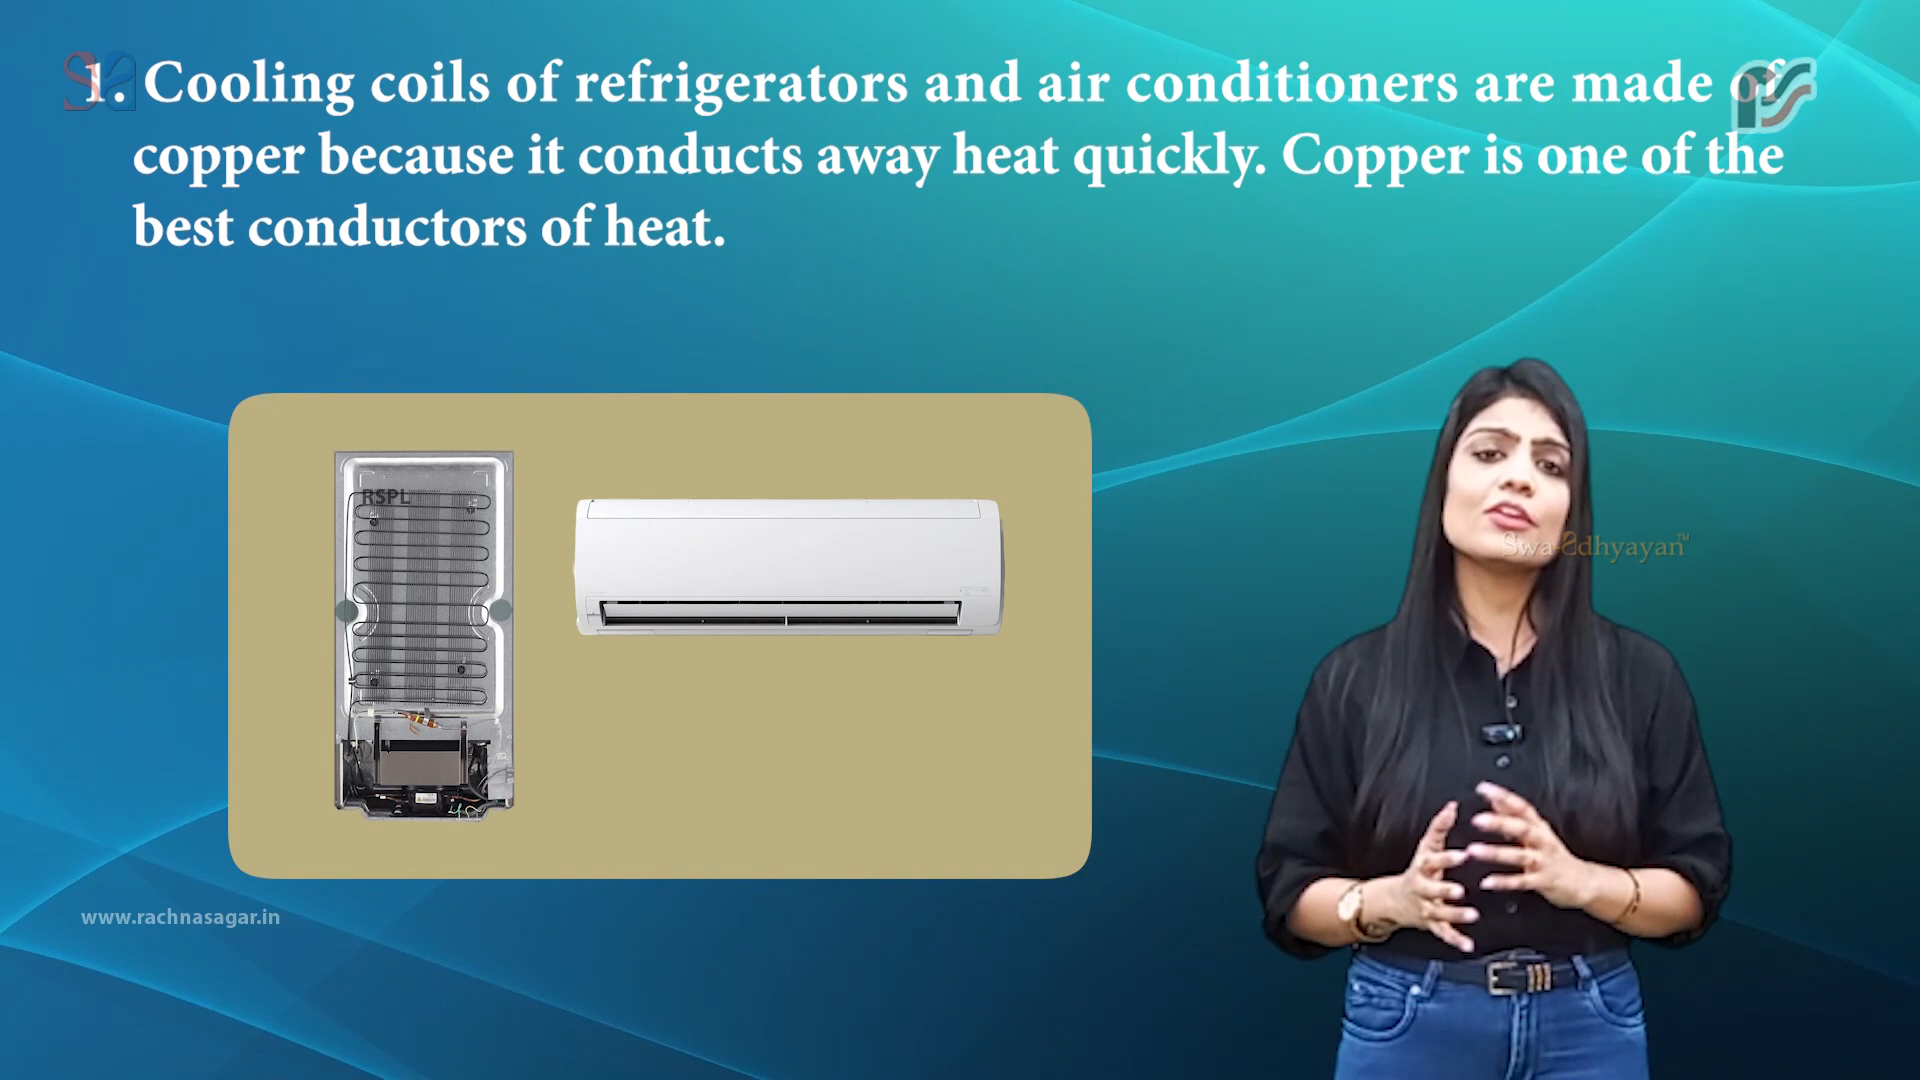 1. Cooling coils of refrigerators and air conditioners are made of
copper because it conducts away heat quickly. Copper is one of the
best conductors of heat.
RSPL
Swa-adhyayan™
www.rachnasagar.in